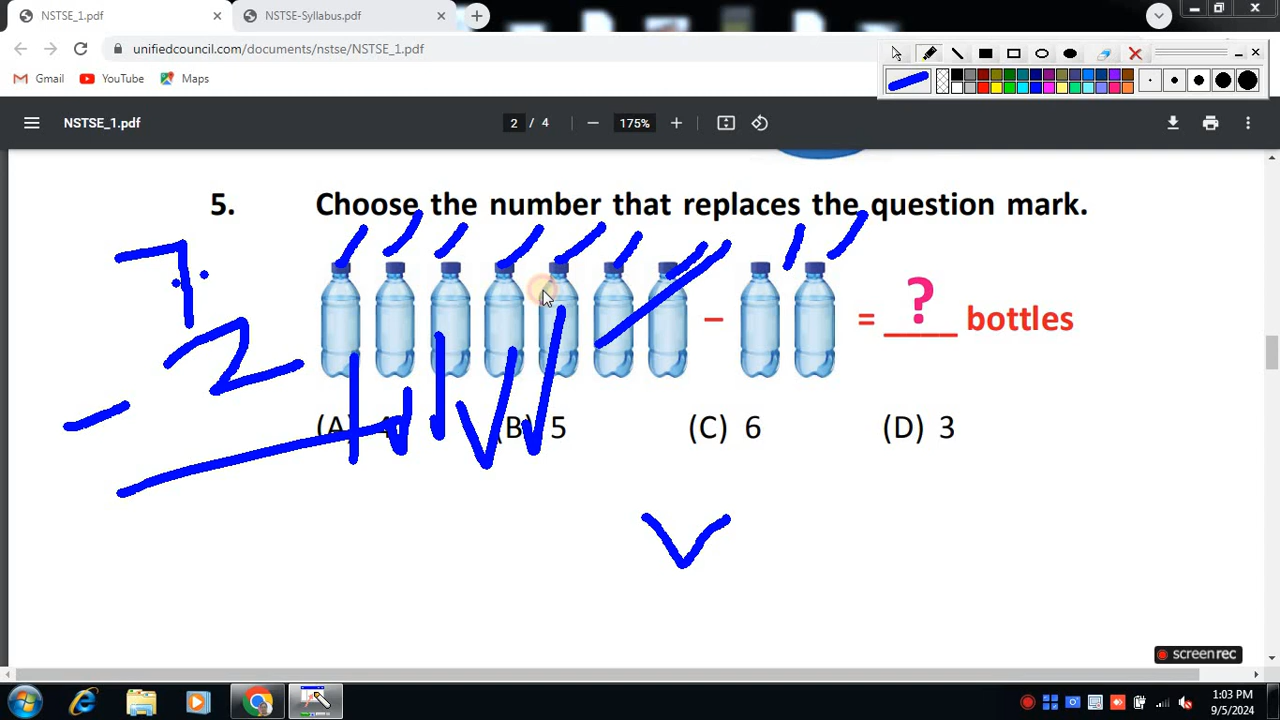 NSTSE_1.pdf
NSTSE-Syllabus.pdf
unifiedcouncil.com/documents/nstse/NSTSE_1.pdf
Gmail YouTube Maps
NSTSE_1.pdf 2 / 4 175%
5. Choose the number that replaces the question mark.
7
- 2
– = ? bottles
(A) 4 (B) 5 (C) 6 (D) 3
screenrec
1:03 PM
9/5/2024